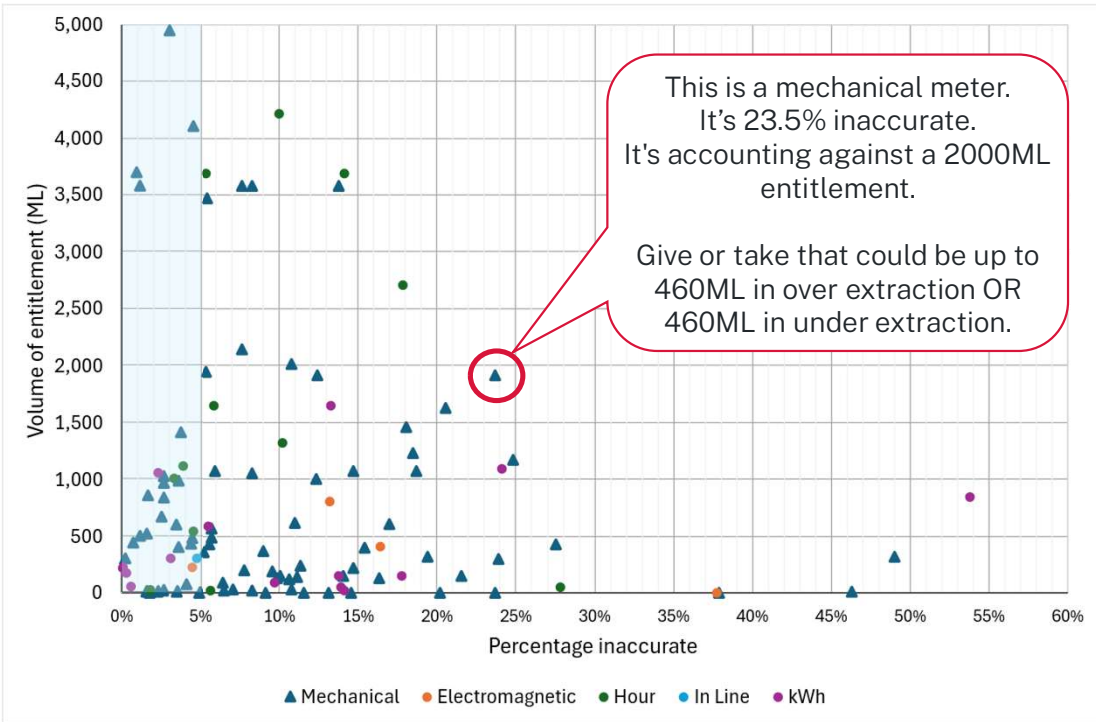 5,000
4,500
4,000
3,500
3,000
2,500
2,000
1,500
1,000
500
0
Volume of entitlement (ML)
This is a mechanical meter.
It’s 23.5% inaccurate.
It's accounting against a 2000ML
entitlement.
Give or take that could be up to
460ML in over extraction OR
460ML in under extraction.
0% 5% 10% 15% 20% 25% 30% 35% 40% 45% 50% 55% 60%
Percentage inaccurate
Mechanical Electromagnetic Hour In Line kWh